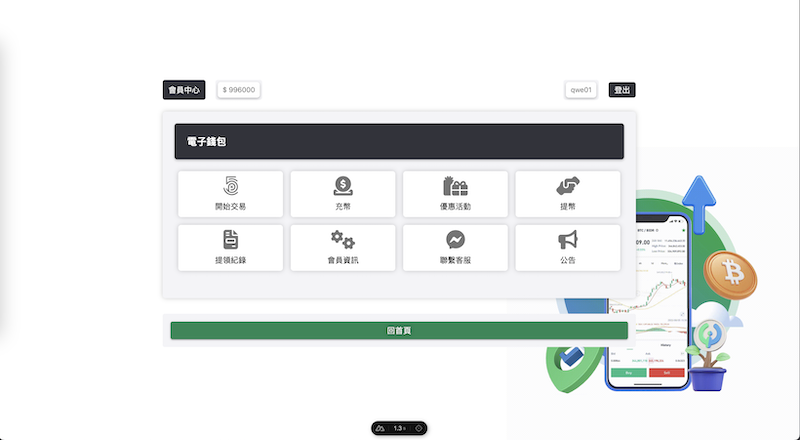 會員中心
$ 996000
qwe01
登出
電子錢包
開始交易
充幣
優惠活動
提幣
提領紀錄
會員資訊
聯繫客服
公告
回首頁
Buy
Sell
1.3 s